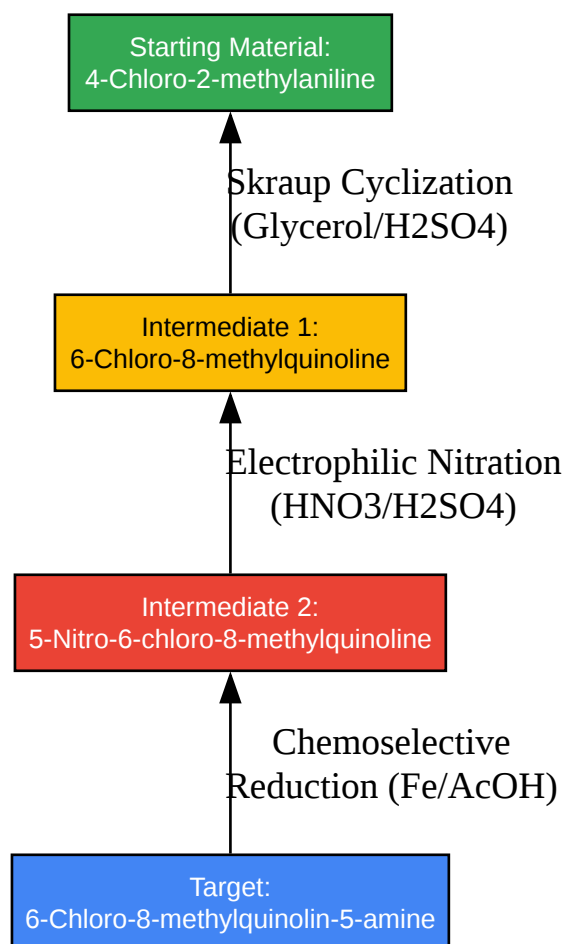 Starting Material:
4-Chloro-2-methylaniline
Skraup Cyclization
(Glycerol/H2SO4)
Intermediate 1:
6-Chloro-8-methylquinoline
Electrophilic Nitration
(HNO3/H2SO4)
Intermediate 2:
5-Nitro-6-chloro-8-methylquinoline
Chemoselective
Reduction (Fe/AcOH)
Target:
6-Chloro-8-methylquinolin-5-amine